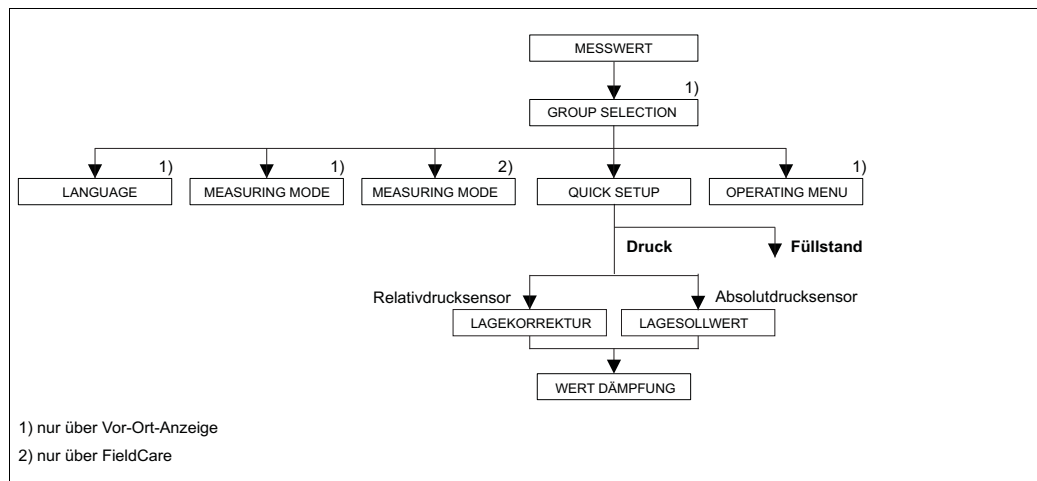 MESSWERT
1)
GROUP SELECTION
1) 1) 2) 1)
LANGUAGE MEASURING MODE MEASURING MODE QUICK SETUP OPERATING MENU
Druck Füllstand
Relativdrucksensor Absolutdrucksensor
LAGEKORREKTUR LAGESOLLWERT
WERT DÄMPFUNG
1) nur über Vor-Ort-Anzeige
2) nur über FieldCare